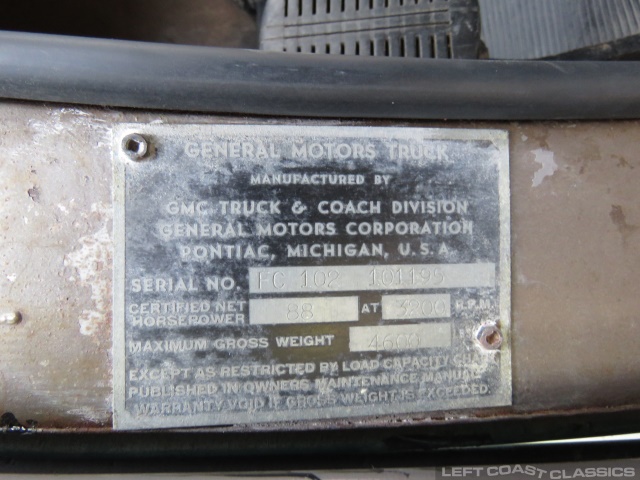 GENERAL MOTORS TRUCK
MANUFACTURED BY
GMC TRUCK & COACH DIVISION
GENERAL MOTORS CORPORATION
PONTIAC, MICHIGAN, U.S.A.
SERIAL NO. FC 102 101195
CERTIFIED NET HORSEPOWER 88 AT 3200 R.P.M.
MAXIMUM GROSS WEIGHT 4600
EXCEPT AS RESTRICTED BY LOAD CAPACITY
PUBLISHED IN OWNERS MAINTENANCE MANUAL.
WARRANTY VOID IF GROSS WEIGHT IS EXCEEDED.
LEFT COAST CLASSICS